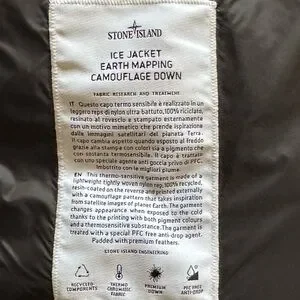 STONE ISLAND
ICE JACKET
EARTH MAPPING
CAMOUFLAGE DOWN
FABRIC RESEARCH AND TREATMENT.
IT Questo capo termo sensibile è realizzato in un
leggero reps di nylon ultra battuto, 100% riciclato,
resinato al rovescio e stampato esternamente
con un motivo mimetico che prende ispirazione
dalle immagini satellitari del pianeta Terra.
Il capo cambia aspetto quando esposto al freddo
grazie alla stampa con colori sia a pigmento che
con sostanza termosensibile. Il capo è trattato
con uno speciale agente anti goccia privo di PFC.
Imbottito con le migliori piume.
EN This thermo-sensitive garment is made of a
lightweight tightly woven nylon rep, 100% recycled,
resin-coated on the reverse and printed externally
with a camouflage pattern that takes inspiration
from satellite images of planet Earth. The garment
changes appearance when exposed to the cold
thanks to the printing with both pigment colours
and a thermosensitive substance. The garment is
treated with a special PFC free anti-drop agent.
Padded with premium feathers.
STONE ISLAND ENGINEERING
RECYCLED
COMPONENTS
THERMO
CHROMATIC
FABRIC
PREMIUM
DOWN
PFC FREE
ANTI-DROP